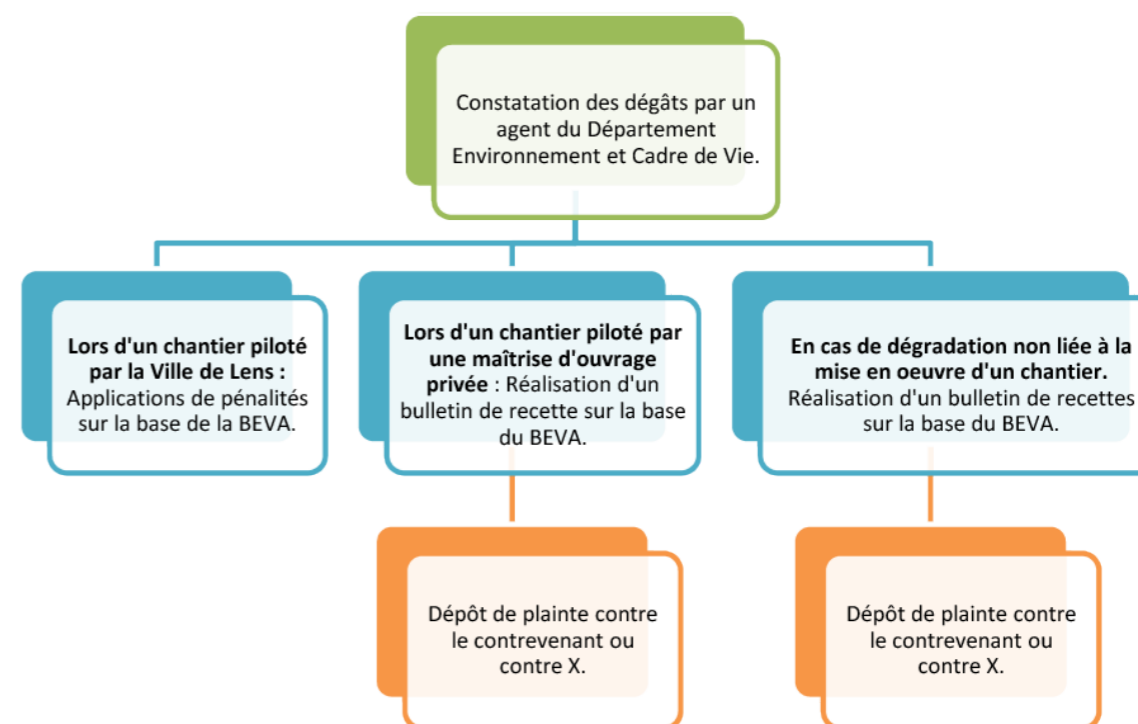 Constatation des dégâts par un
agent du Département
Environnement et Cadre de Vie.
Lors d'un chantier piloté
par la Ville de Lens :
Applications de pénalités
sur la base de la BEVA.
Lors d'un chantier piloté par
une maîtrise d'ouvrage
privée : Réalisation d'un
bulletin de recette sur la base
du BEVA.
En cas de dégradation non liée à la
mise en oeuvre d'un chantier.
Réalisation d'un bulletin de recettes
sur la base du BEVA.
Dépôt de plainte contre
le contrevenant ou
contre X.
Dépôt de plainte contre
le contrevenant ou
contre X.